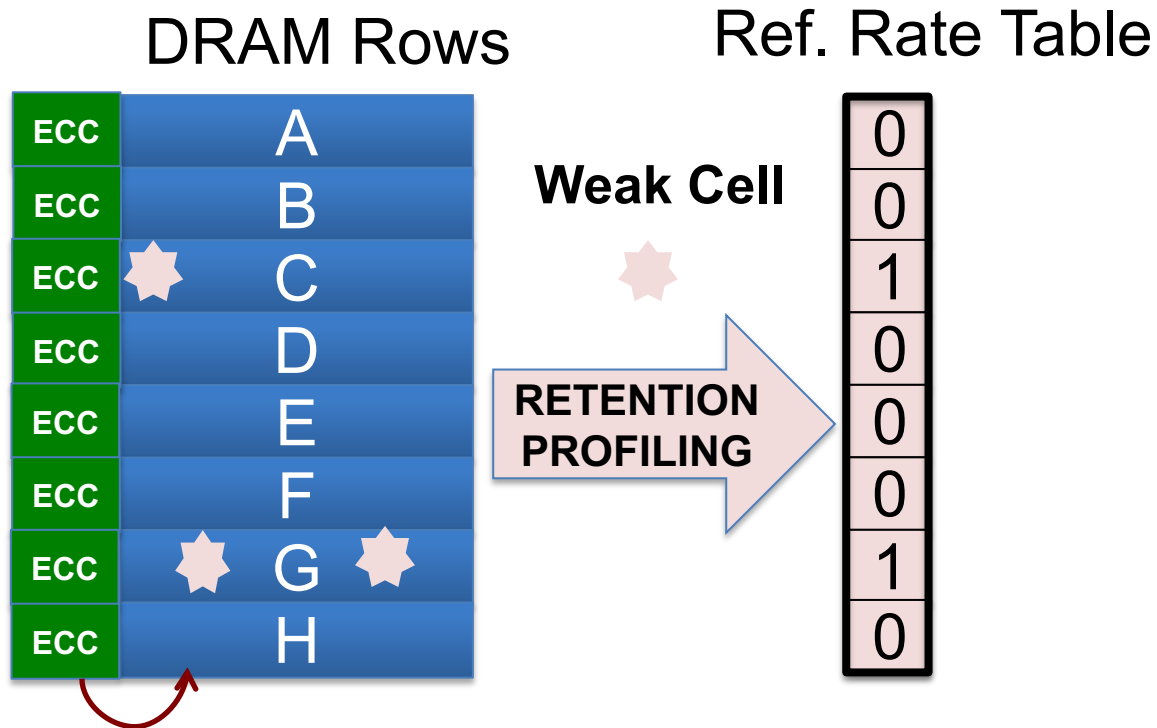 DRAM Rows
Ref. Rate Table
ECC A
ECC B
ECC C
ECC D
ECC E
ECC F
ECC G
ECC H
Weak Cell
RETENTION
PROFILING
0
0
1
0
0
0
1
0